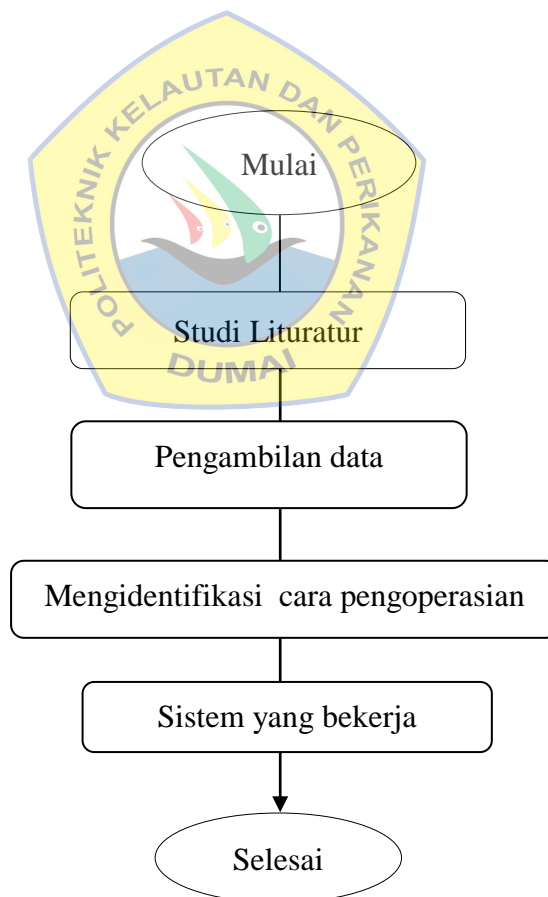 POLITEKNIK KELAUTAN DAN PERIKANAN
DUMAI
Mulai
Studi Lituratur
Pengambilan data
Mengidentifikasi cara pengoperasian
Sistem yang bekerja
Selesai